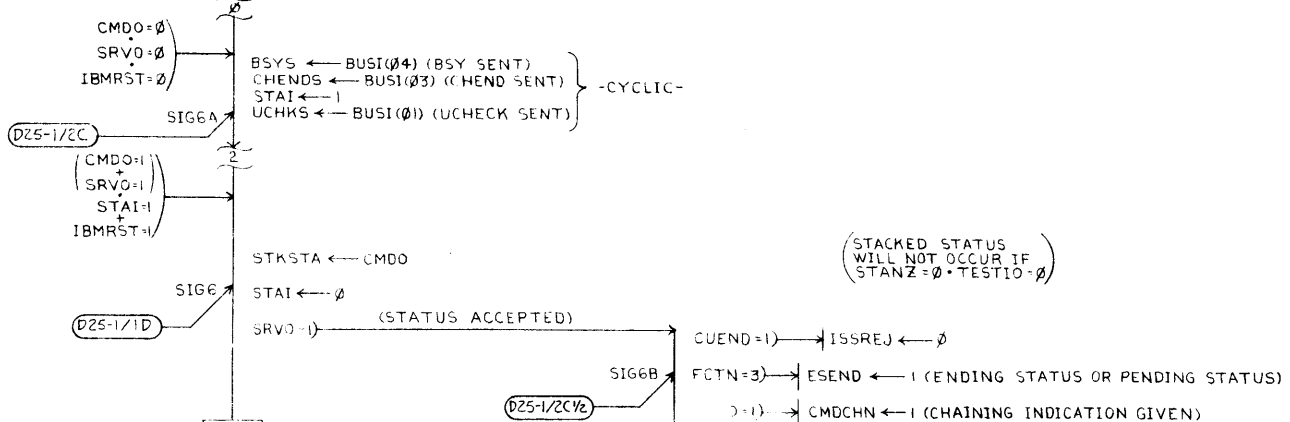 Ø
CMDO=Ø
·
SRVO=Ø
·
IBMRST=Ø
BSYS ← BUSI(Ø4) (BSY SENT)
CHENDS ← BUSI(Ø3) (CHEND SENT)
STAI ← 1
UCHKS ← BUSI(Ø1) (UCHECK SENT)
-CYCLIC-
SIG6A
D25-1/2C
2
CMDO=1
+
SRVO=1
·
STAI=1
+
IBMRST=1
STKSTA ← CMDO
SIG6
STAI ← Ø
D25-1/1D
SRVO=1) (STATUS ACCEPTED)
(STACKED STATUS
WILL NOT OCCUR IF
STANZ=Ø · TESTIO=Ø)
CUEND=1) → ISSREJ ← Ø
SIG6B
FCTN=3) → ESEND ← 1 (ENDING STATUS OR PENDING STATUS)
D25-1/2C½
=1) → CMDCHN ← 1 (CHAINING INDICATION GIVEN)